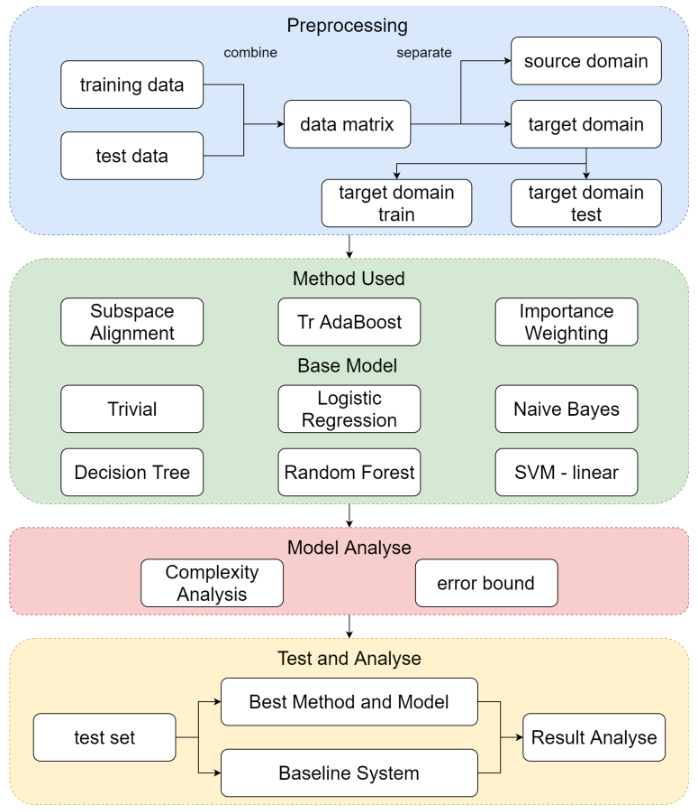 Preprocessing
combine
separate
source domain
training data
data matrix
target domain
test data
target domain
train
target domain
test
Method Used
Subspace
Alignment
Tr AdaBoost
Importance
Weighting
Base Model
Trivial
Logistic
Regression
Naive Bayes
Decision Tree
Random Forest
SVM - linear
Model Analyse
Complexity
Analysis
error bound
Test and Analyse
Best Method and Model
test set
Result Analyse
Baseline System